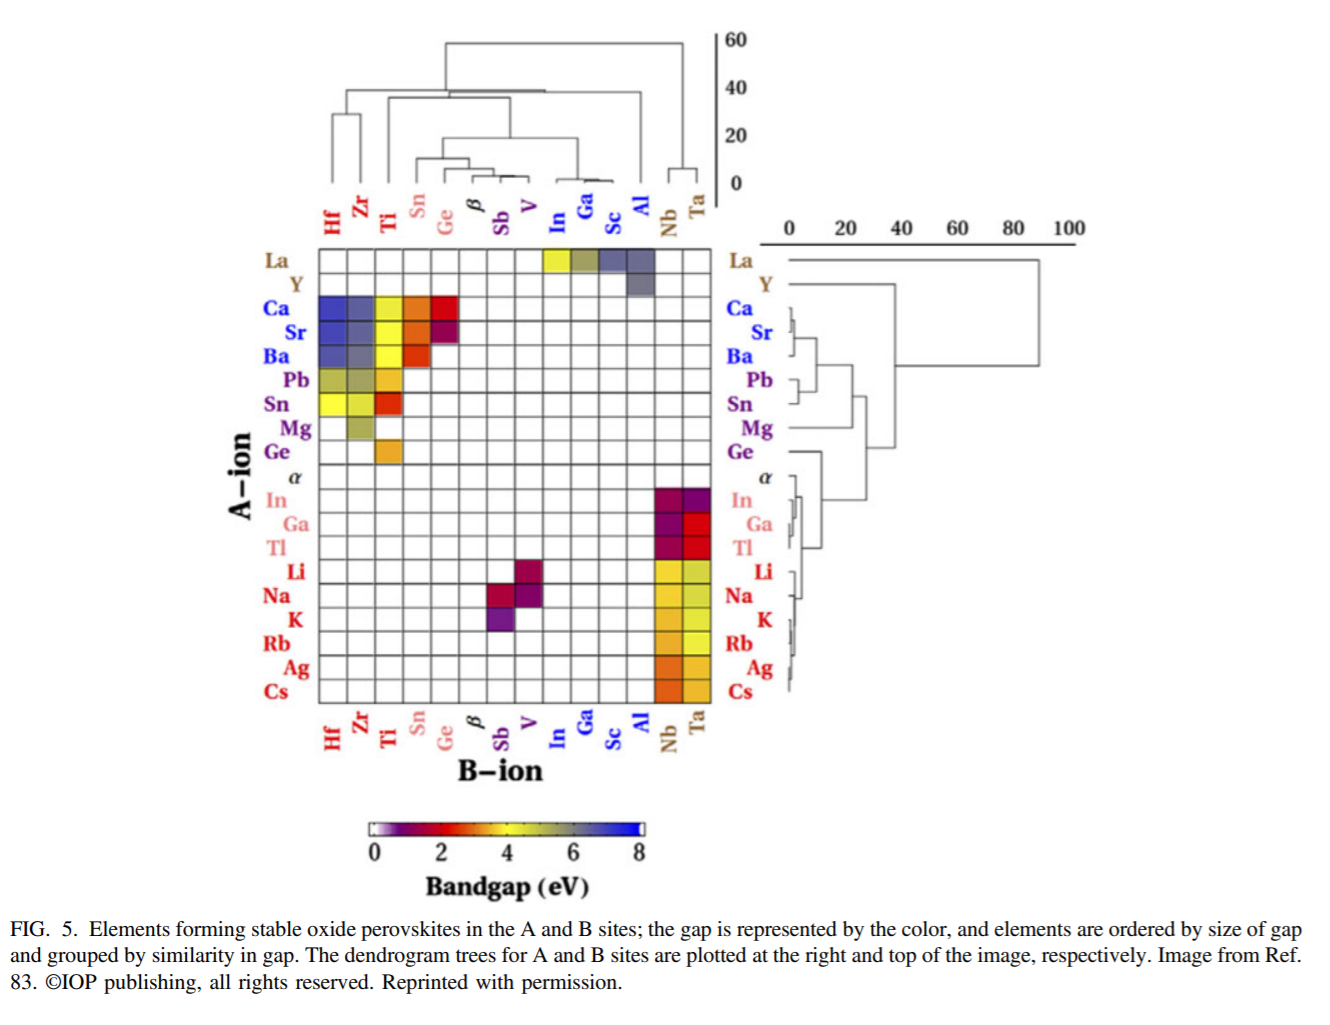 60
40
20
0
Hf Zr Ti Sn Ge β Sb V In Ga Sc Al Nb Ta
0 20 40 60 80 100
La La
Y Y
Ca Ca
Sr Sr
Ba Ba
Pb Pb
Sn Sn
Mg Mg
Ge Ge
α α
In In
Ga Ga
Tl Tl
Li Li
Na Na
K K
Rb Rb
Ag Ag
Cs Cs
A−ion
Hf Zr Ti Sn Ge β Sb V In Ga Sc Al Nb Ta
B−ion
0 2 4 6 8
Bandgap (eV)
FIG. 5. Elements forming stable oxide perovskites in the A and B sites; the gap is represented by the color, and elements are ordered by size of gap
and grouped by similarity in gap. The dendrogram trees for A and B sites are plotted at the right and top of the image, respectively. Image from Ref.
83. ©IOP publishing, all rights reserved. Reprinted with permission.